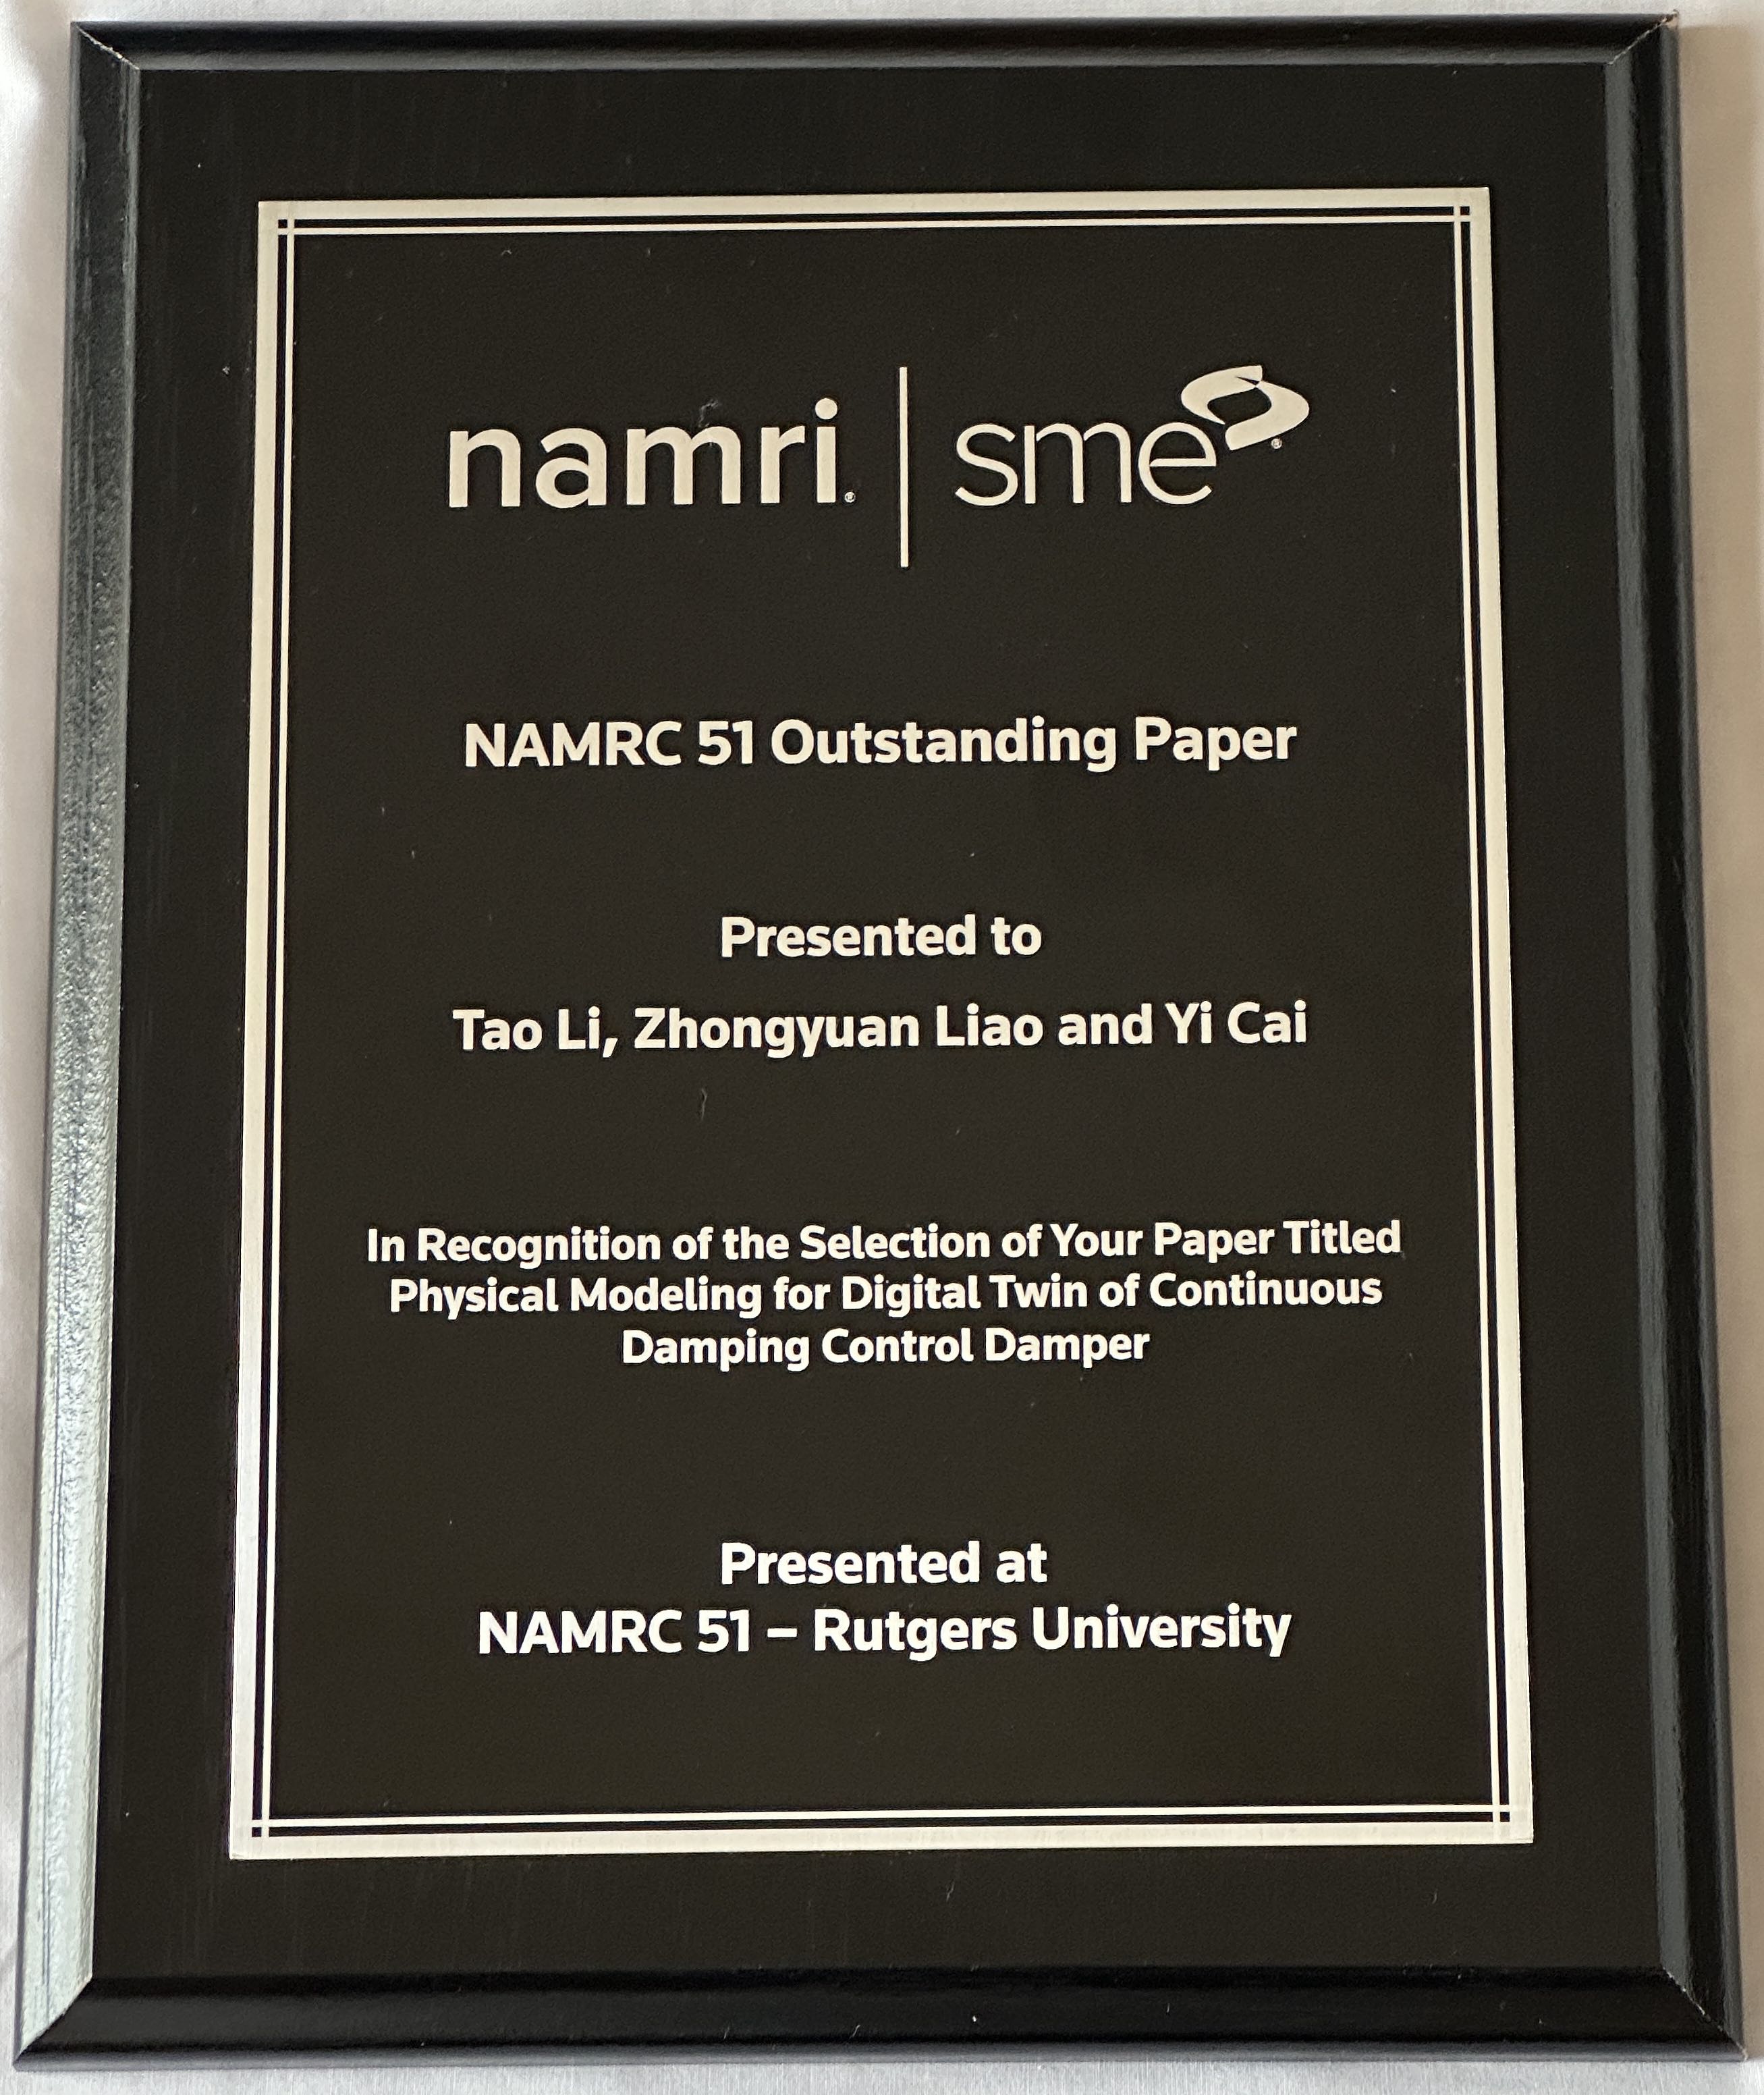 namri® | sme®
NAMRC 51 Outstanding Paper
Presented to
Tao Li, Zhongyuan Liao and Yi Cai
In Recognition of the Selection of Your Paper Titled
Physical Modeling for Digital Twin of Continuous
Damping Control Damper
Presented at
NAMRC 51 – Rutgers University